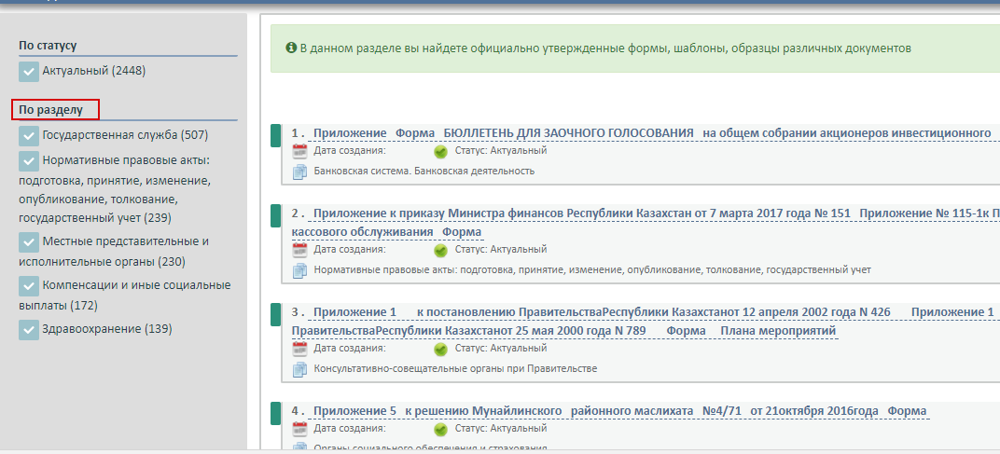 По статусу
Актуальный (2448)
По разделу
Государственная служба (507)
Нормативные правовые акты:
подготовка, принятие, изменение,
опубликование, толкование,
государственный учет (239)
Местные представительные и
исполнительные органы (230)
Компенсации и иные социальные
выплаты (172)
Здравоохранение (139)
В данном разделе вы найдете официально утвержденные формы, шаблоны, образцы различных документов
1 . Приложение Форма БЮЛЛЕТЕНЬ ДЛЯ ЗАОЧНОГО ГОЛОСОВАНИЯ на общем собрании акционеров инвестиционного
Дата создания: Статус: Актуальный
Банковская система. Банковская деятельность
2 . Приложение к приказу Министра финансов Республики Казахстан от 7 марта 2017 года № 151 Приложение № 115-1к П
кассового обслуживания Форма
Дата создания: Статус: Актуальный
Нормативные правовые акты: подготовка, принятие, изменение, опубликование, толкование, государственный учет
3 . Приложение 1 к постановлению ПравительстваРеспублики Казахстанот 12 апреля 2002 года N 426 Приложение 1
ПравительстваРеспублики Казахстанот 25 мая 2000 года N 789 Форма Плана мероприятий
Дата создания: Статус: Актуальный
Консультативно-совещательные органы при Правительстве
4 . Приложение 5 к решению Мунайлинского районного маслихата №4/71 от 21октября 2016года Форма
Дата создания: Статус: Актуальный
Органы социального обеспечения и страхования